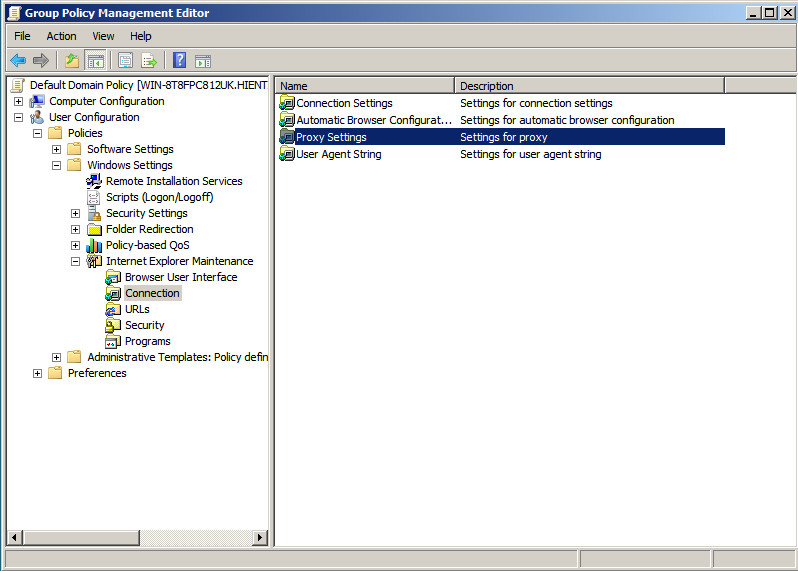 Group Policy Management Editor
File Action View Help
Default Domain Policy [WIN-8T8FPC812UK.HIENT
Computer Configuration
User Configuration
Policies
Software Settings
Windows Settings
Remote Installation Services
Scripts (Logon/Logoff)
Security Settings
Folder Redirection
Policy-based QoS
Internet Explorer Maintenance
Browser User Interface
Connection
URLs
Security
Programs
Administrative Templates: Policy defin
Preferences
Name Description
Connection Settings Settings for connection settings
Automatic Browser Configurat... Settings for automatic browser configuration
Proxy Settings Settings for proxy
User Agent String Settings for user agent string